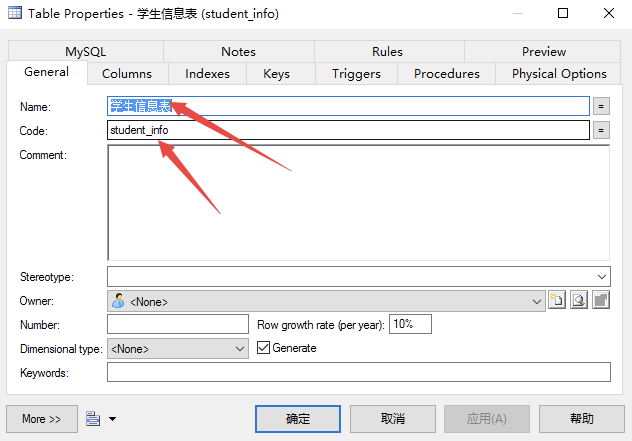 Table Properties - 学生信息表 (student_info)
MySQL Notes Rules Preview
General Columns Indexes Keys Triggers Procedures Physical Options
Name: 学生信息表 =
Code: student_info =
Comment:
Stereotype:
Owner: <None>
Number: Row growth rate (per year): 10%
Dimensional type: <None> Generate
Keywords:
More >> 确定 取消 应用(A) 帮助